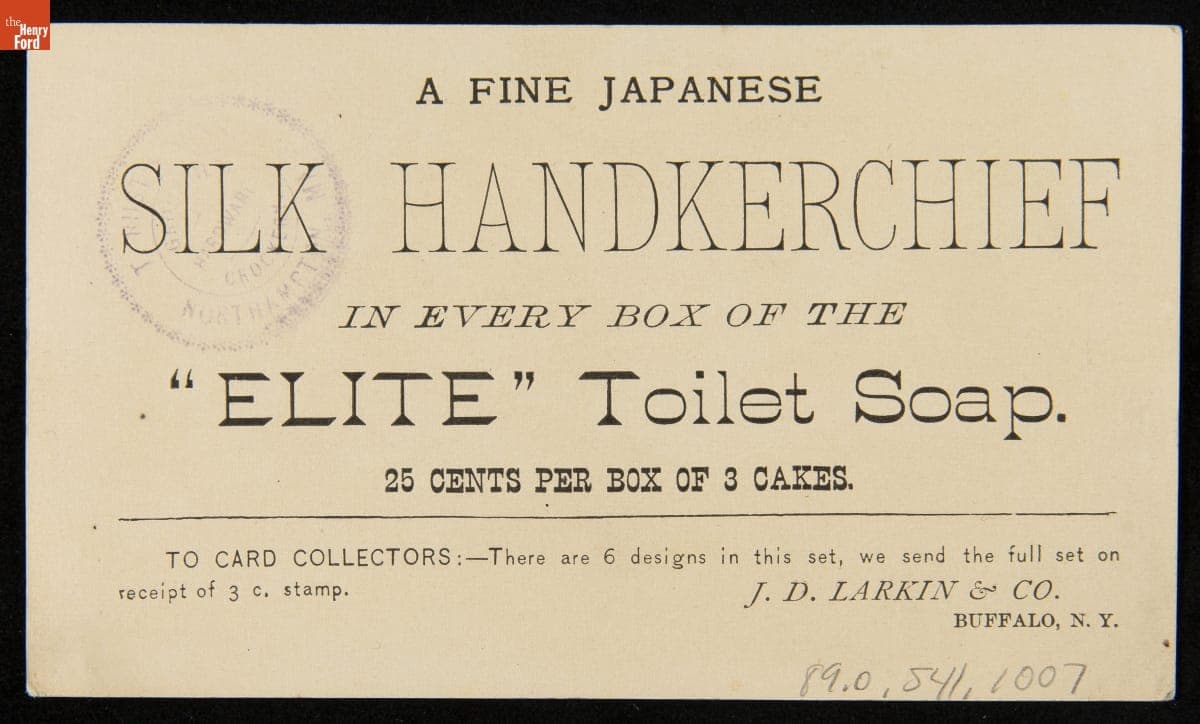 the
Henry
Ford
A FINE JAPANESE
SILK HANDKERCHIEF
IN EVERY BOX OF THE
“ELITE” Toilet Soap.
25 CENTS PER BOX OF 3 CAKES.
TO CARD COLLECTORS:—There are 6 designs in this set, we send the full set on
receipt of 3 c. stamp.
J. D. LARKIN & CO.
BUFFALO, N. Y.
89.0.541.1007